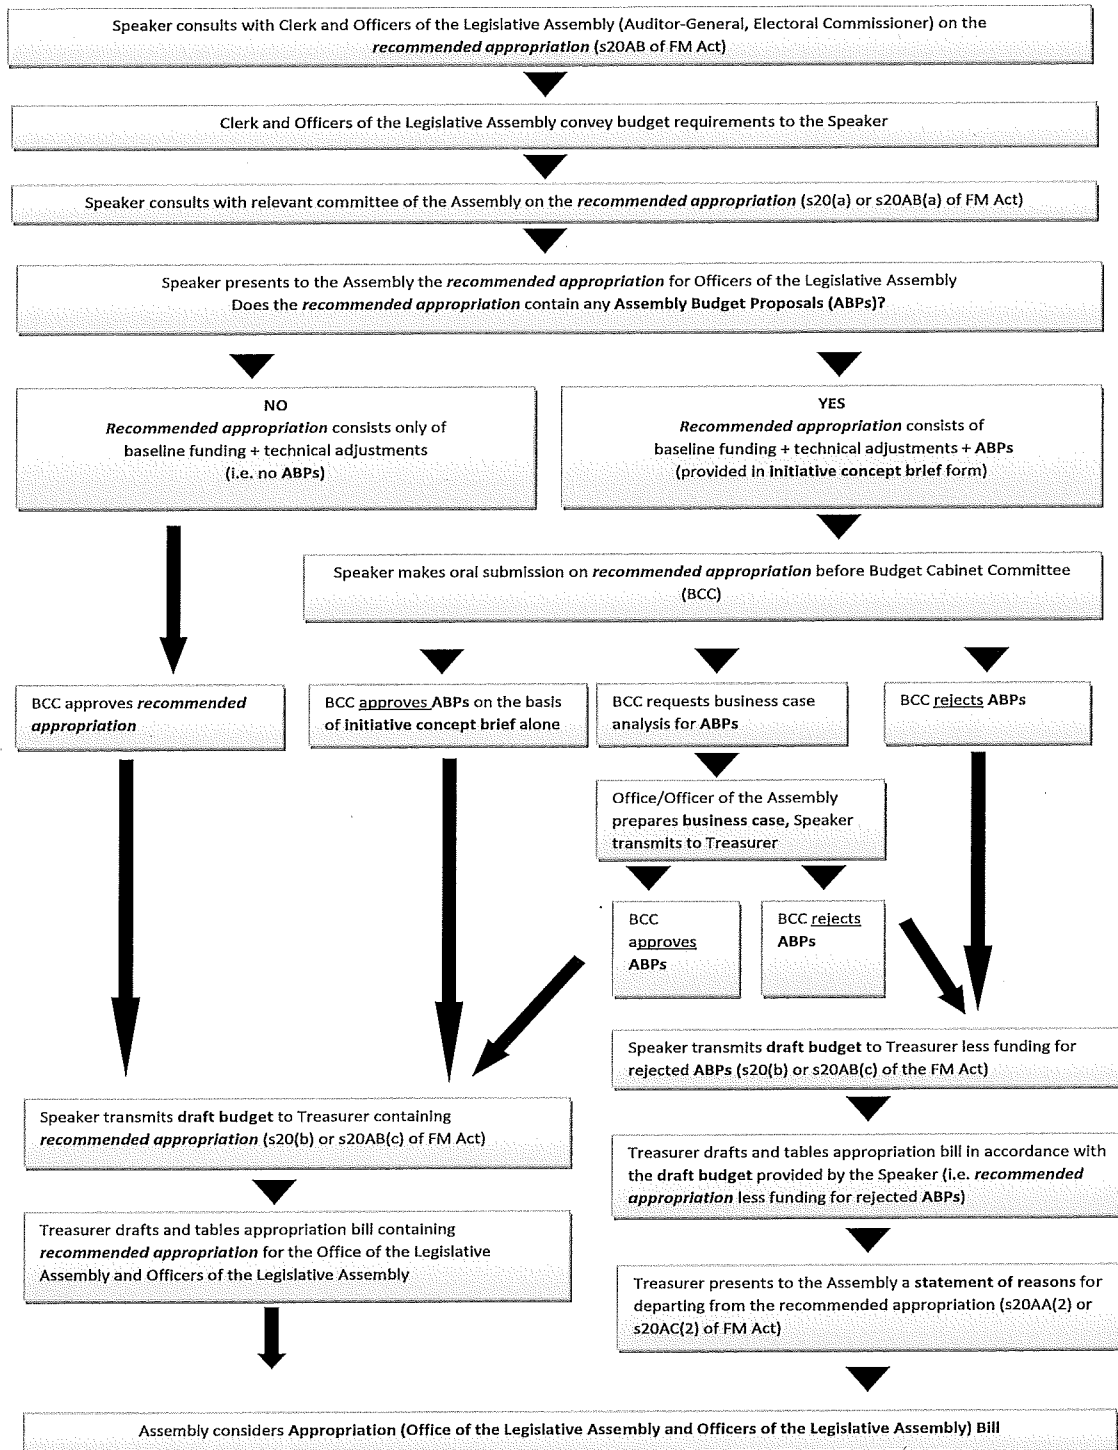 Speaker consults with Clerk and Officers of the Legislative Assembly (Auditor-General, Electoral Commissioner) on the
recommended appropriation (s20AB of FM Act)
Clerk and Officers of the Legislative Assembly convey budget requirements to the Speaker
Speaker consults with relevant committee of the Assembly on the recommended appropriation (s20(a) or s20AB(a) of FM Act)
Speaker presents to the Assembly the recommended appropriation for Officers of the Legislative Assembly
Does the recommended appropriation contain any Assembly Budget Proposals (ABPs)?
NO
Recommended appropriation consists only of
baseline funding + technical adjustments
(i.e. no ABPs)
YES
Recommended appropriation consists of
baseline funding + technical adjustments + ABPs
(provided in initiative concept brief form)
Speaker makes oral submission on recommended appropriation before Budget Cabinet Committee
(BCC)
BCC approves recommended
appropriation
BCC approves ABPs on the basis
of initiative concept brief alone
BCC requests business case
analysis for ABPs
BCC rejects ABPs
Office/Officer of the Assembly
prepares business case, Speaker
transmits to Treasurer
BCC
approves
ABPs
BCC rejects
ABPs
Speaker transmits draft budget to Treasurer less funding for
rejected ABPs (s20(b) or s20AB(c) of the FM Act)
Speaker transmits draft budget to Treasurer containing
recommended appropriation (s20(b) or s20AB(c) of FM Act)
Treasurer drafts and tables appropriation bill in accordance with
the draft budget provided by the Speaker (i.e. recommended
appropriation less funding for rejected ABPs)
Treasurer drafts and tables appropriation bill containing
recommended appropriation for the Office of the Legislative
Assembly and Officers of the Legislative Assembly
Treasurer presents to the Assembly a statement of reasons for
departing from the recommended appropriation (s20AA(2) or
s20AC(2) of FM Act)
Assembly considers Appropriation (Office of the Legislative Assembly and Officers of the Legislative Assembly) Bill